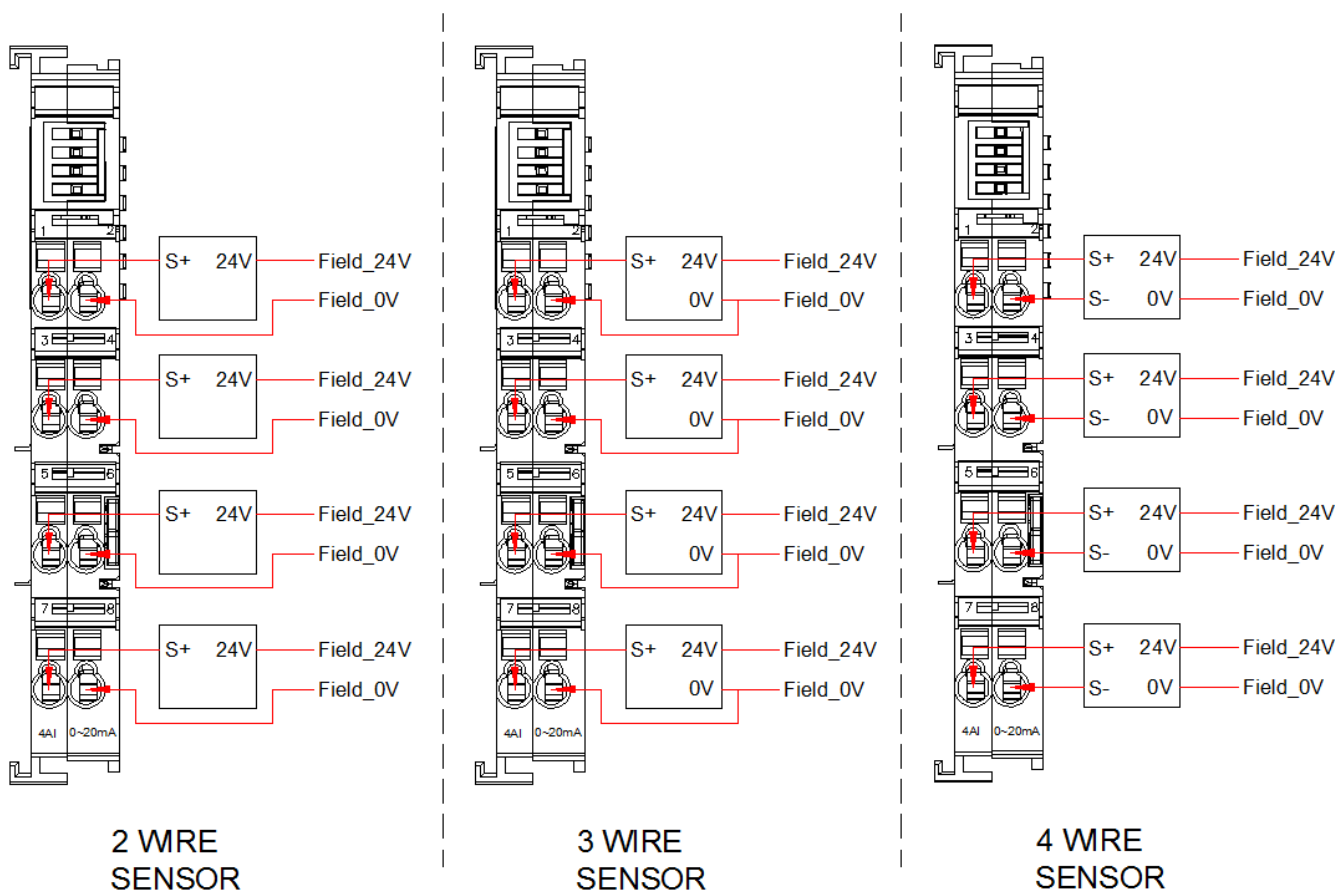 1 2
S+ 24V Field_24V
Field_0V
3 4
S+ 24V Field_24V
Field_0V
5 6
S+ 24V Field_24V
Field_0V
7 8
S+ 24V Field_24V
Field_0V
4AI 0~20mA
2 WIRE
SENSOR
1 2
S+ 24V Field_24V
0V Field_0V
3 4
S+ 24V Field_24V
0V Field_0V
5 6
S+ 24V Field_24V
0V Field_0V
7 8
S+ 24V Field_24V
0V Field_0V
4AI 0~20mA
3 WIRE
SENSOR
1 2
S+ 24V Field_24V
S- 0V Field_0V
3 4
S+ 24V Field_24V
S- 0V Field_0V
5 6
S+ 24V Field_24V
S- 0V Field_0V
7 8
S+ 24V Field_24V
S- 0V Field_0V
4AI 0~20mA
4 WIRE
SENSOR